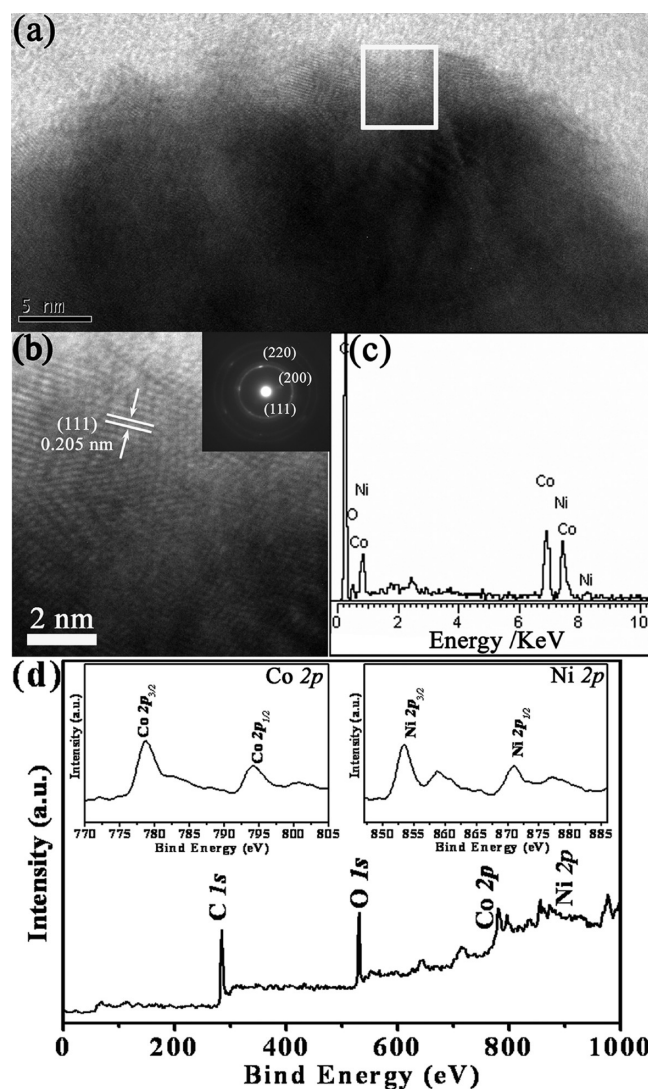 (a)
5 nm
(b)
(220)
(200)
(111)
(111)
0.205 nm
2 nm
(c)
C
Ni
O
Co
Co
Ni
Co
Ni
0 2 4 6 8 10
Energy /KeV
(d)
Co 2p
Intensity (a.u.)
Co 2p3/2
Co 2p1/2
770 775 780 785 790 795 800 805
Bind Energy (eV)
Ni 2p
Intensity (a.u.)
Ni 2p3/2
Ni 2p1/2
850 855 860 865 870 875 880 885
Bind Energy (eV)
Intensity (a.u.)
C 1s
O 1s
Co 2p
Ni 2p
0 200 400 600 800 1000
Bind Energy (eV)